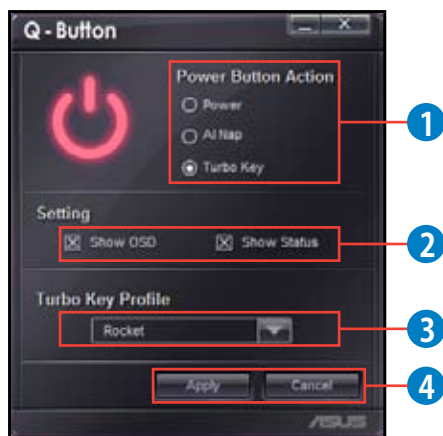 Q - Button
Power Button Action
Power
AI Nap
Turbo Key
1
Setting
Show OSD Show Status
2
Turbo Key Profile
Rocket
3
Apply Cancel
4
ASUS